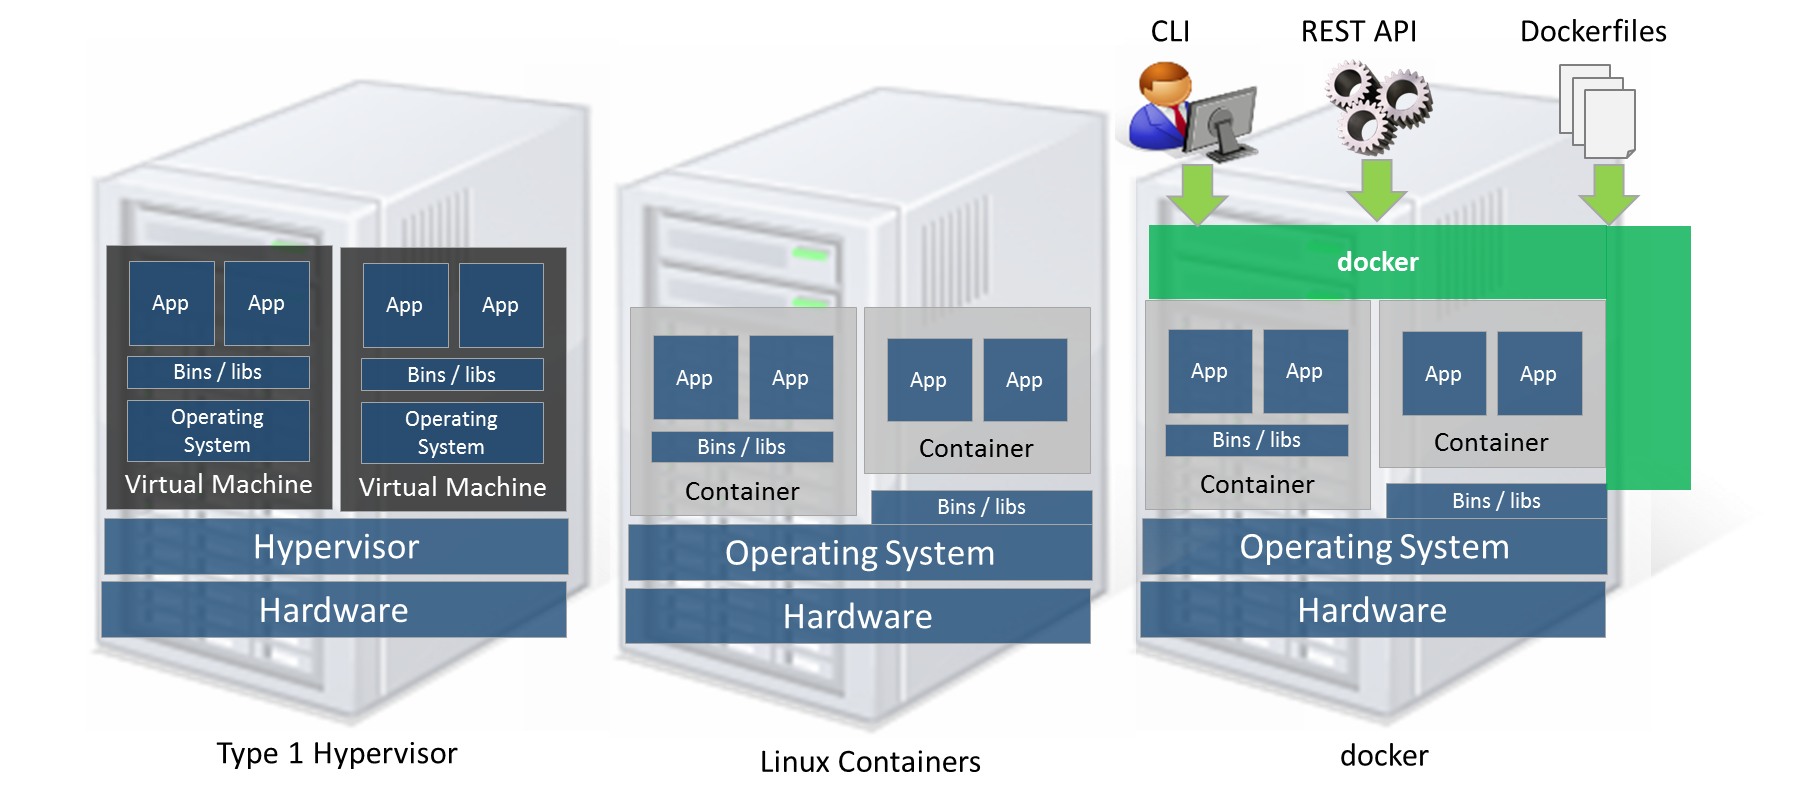 CLI
REST API
Dockerfiles
App
App
Bins / libs
Operating
System
Virtual Machine
App
App
Bins / libs
Operating
System
Virtual Machine
Hypervisor
Hardware
Type 1 Hypervisor
App
App
Bins / libs
Container
App
App
Container
Bins / libs
Operating System
Hardware
Linux Containers
docker
App
App
Bins / libs
Container
App
App
Container
Bins / libs
Operating System
Hardware
docker